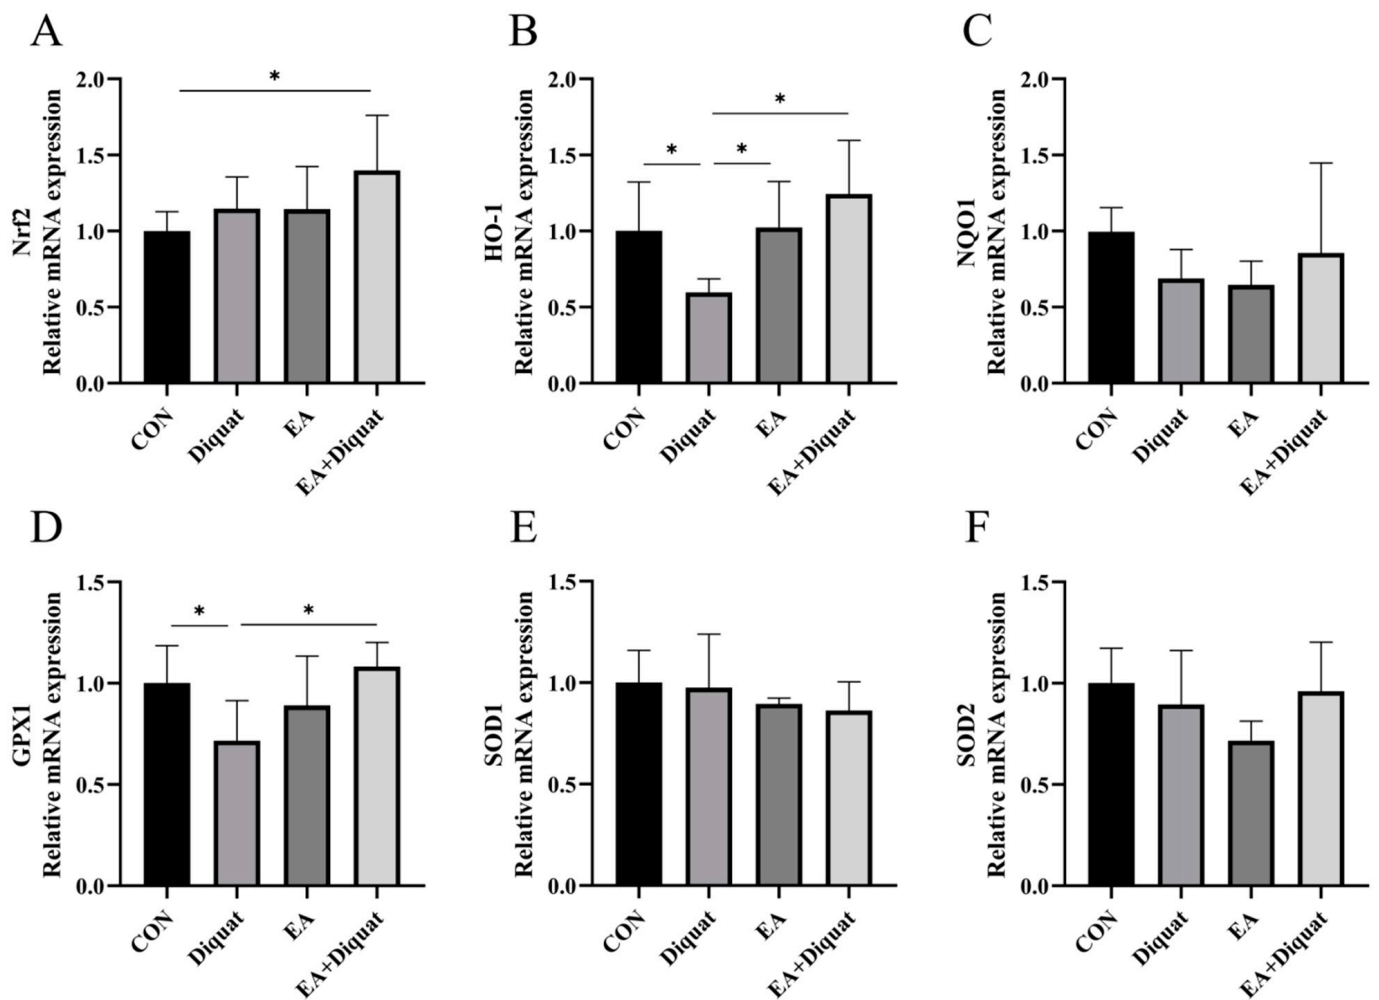 A
Nrf2
Relative mRNA expression
2.0
1.5
1.0
0.5
0.0
*
CON
Diquat
EA
EA+Diquat
B
HO-1
Relative mRNA expression
2.0
1.5
1.0
0.5
0.0
*
*
*
CON
Diquat
EA
EA+Diquat
C
NQO1
Relative mRNA expression
2.0
1.5
1.0
0.5
0.0
CON
Diquat
EA
EA+Diquat
D
GPX1
Relative mRNA expression
1.5
1.0
0.5
0.0
*
*
CON
Diquat
EA
EA+Diquat
E
SOD1
Relative mRNA expression
1.5
1.0
0.5
0.0
CON
Diquat
EA
EA+Diquat
F
SOD2
Relative mRNA expression
1.5
1.0
0.5
0.0
CON
Diquat
EA
EA+Diquat